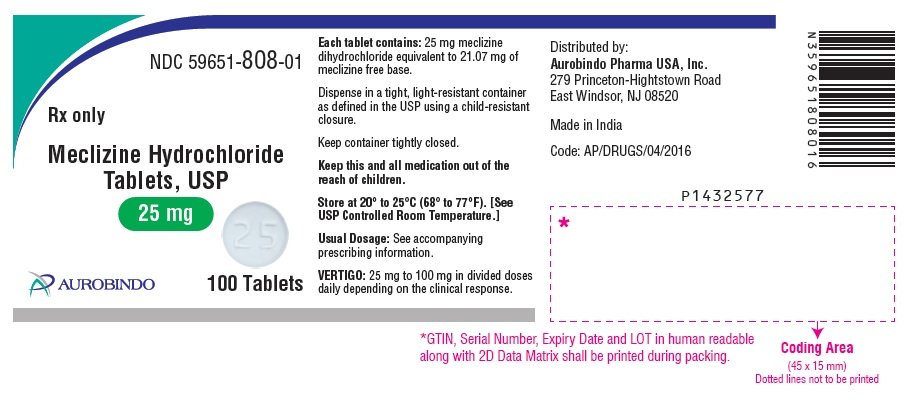 NDC 59651-808-01
Rx only
Meclizine Hydrochloride
Tablets, USP
25 mg
25
AUROBINDO
100 Tablets
Each tablet contains: 25 mg meclizine
dihydrochloride equivalent to 21.07 mg of
meclizine free base.
Dispense in a tight, light-resistant container
as defined in the USP using a child-resistant
closure.
Keep container tightly closed.
Keep this and all medication out of the
reach of children.
Store at 20° to 25°C (68° to 77°F). [See
USP Controlled Room Temperature.]
Usual Dosage: See accompanying
prescribing information.
VERTIGO: 25 mg to 100 mg in divided doses
daily depending on the clinical response.
Distributed by:
Aurobindo Pharma USA, Inc.
279 Princeton-Hightstown Road
East Windsor, NJ 08520
Made in India
Code: AP/DRUGS/04/2016
N359651808016
P1432577
*
*GTIN, Serial Number, Expiry Date and LOT in human readable
along with 2D Data Matrix shall be printed during packing.
Coding Area
(45 x 15 mm)
Dotted lines not to be printed